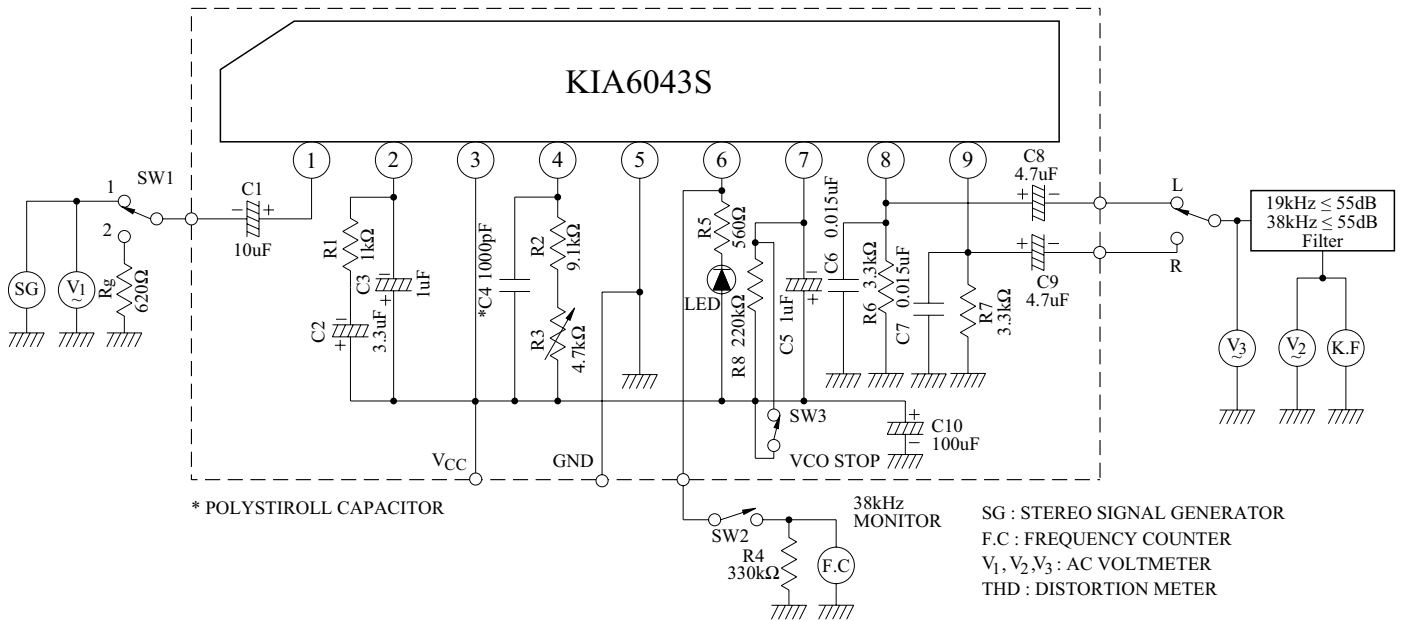 KIA6043S
1
2
3
4
5
6
7
8
9
SW1
1
2
C1
− +
10uF
SG
V1
~
Rg
620Ω
R1
1kΩ
C2
3.3uF
− +
C3
1uF
− +
*C4 1000pF
R2
9.1kΩ
R3
4.7kΩ
R5
560Ω
LED
R8 220kΩ
C5 1uF
− +
C6 0.015uF
R6 3.3kΩ
C7 0.015uF
R7
3.3kΩ
C8
4.7uF
+ −
+ −
C9
4.7uF
L
R
19kHz ≤ 55dB
38kHz ≤ 55dB
Filter
V3
~
V2
~
K.F
SW3
VCO STOP
+
C10
100uF
−
VCC
GND
* POLYSTIROLL CAPACITOR
38kHz
MONITOR
SW2
R4
330kΩ
F.C
SG : STEREO SIGNAL GENERATOR
F.C : FREQUENCY COUNTER
V1, V2,V3 : AC VOLTMETER
THD : DISTORTION METER